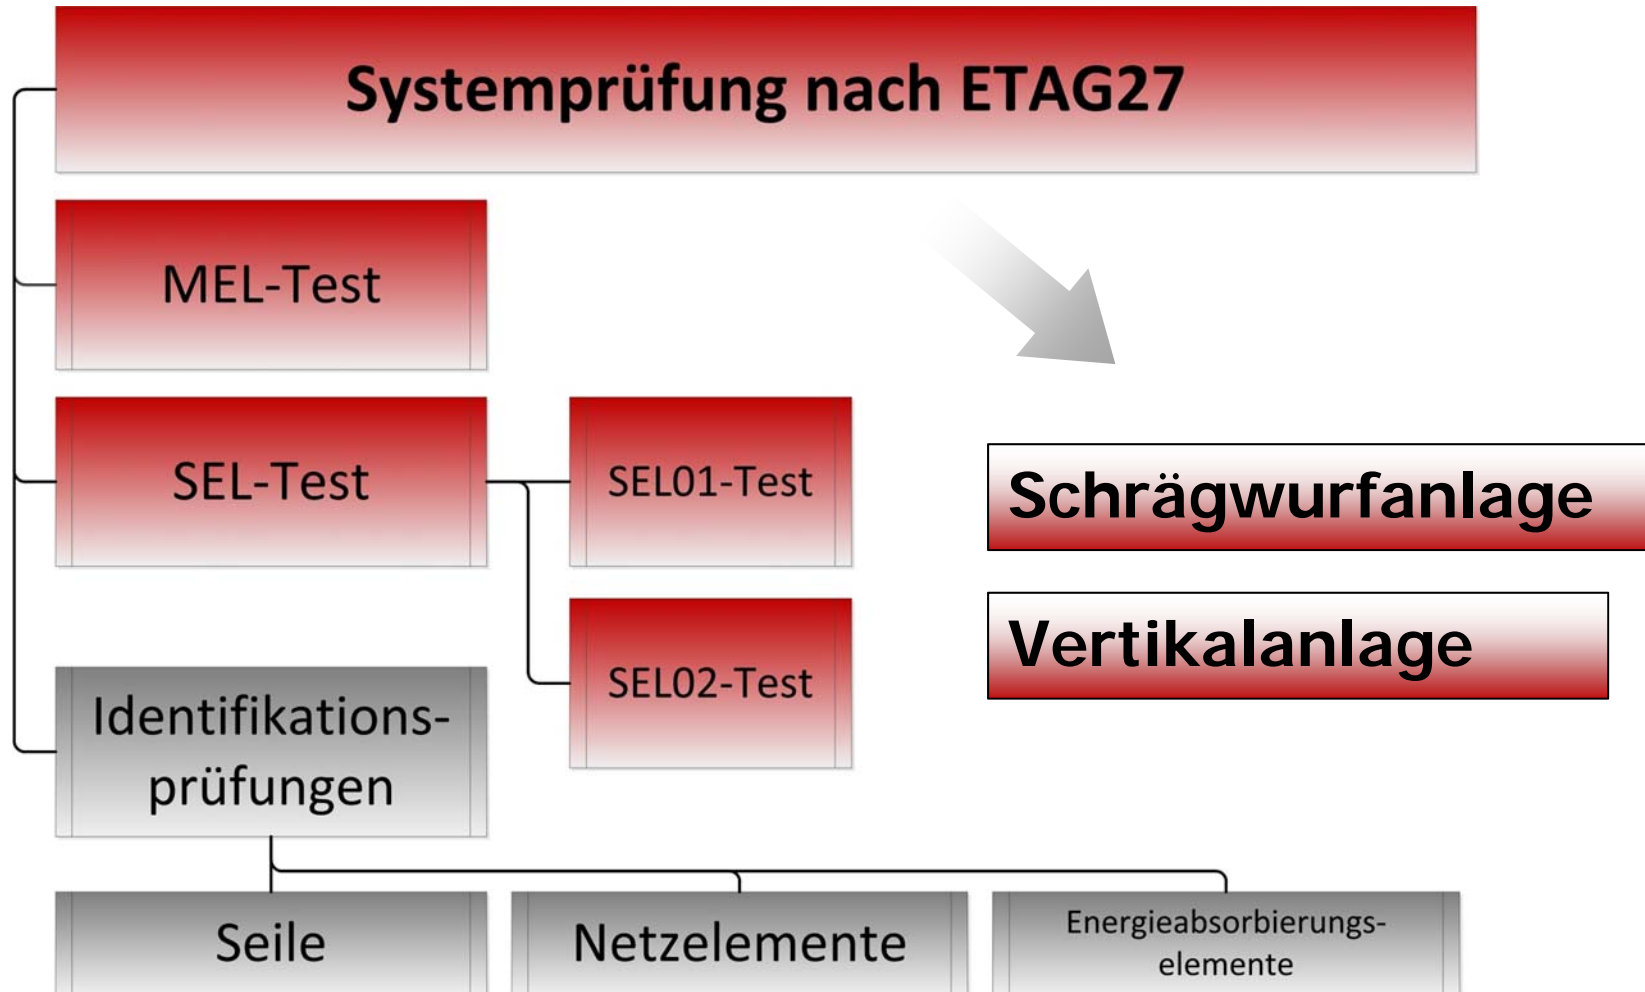 Systemprüfung nach ETAG27
MEL-Test
SEL-Test
SEL01-Test
Schrägwurfanlage
SEL02-Test
Vertikalanlage
Identifikations-
prüfungen
Seile
Netzelemente
Energieabsorbierungs-
elemente